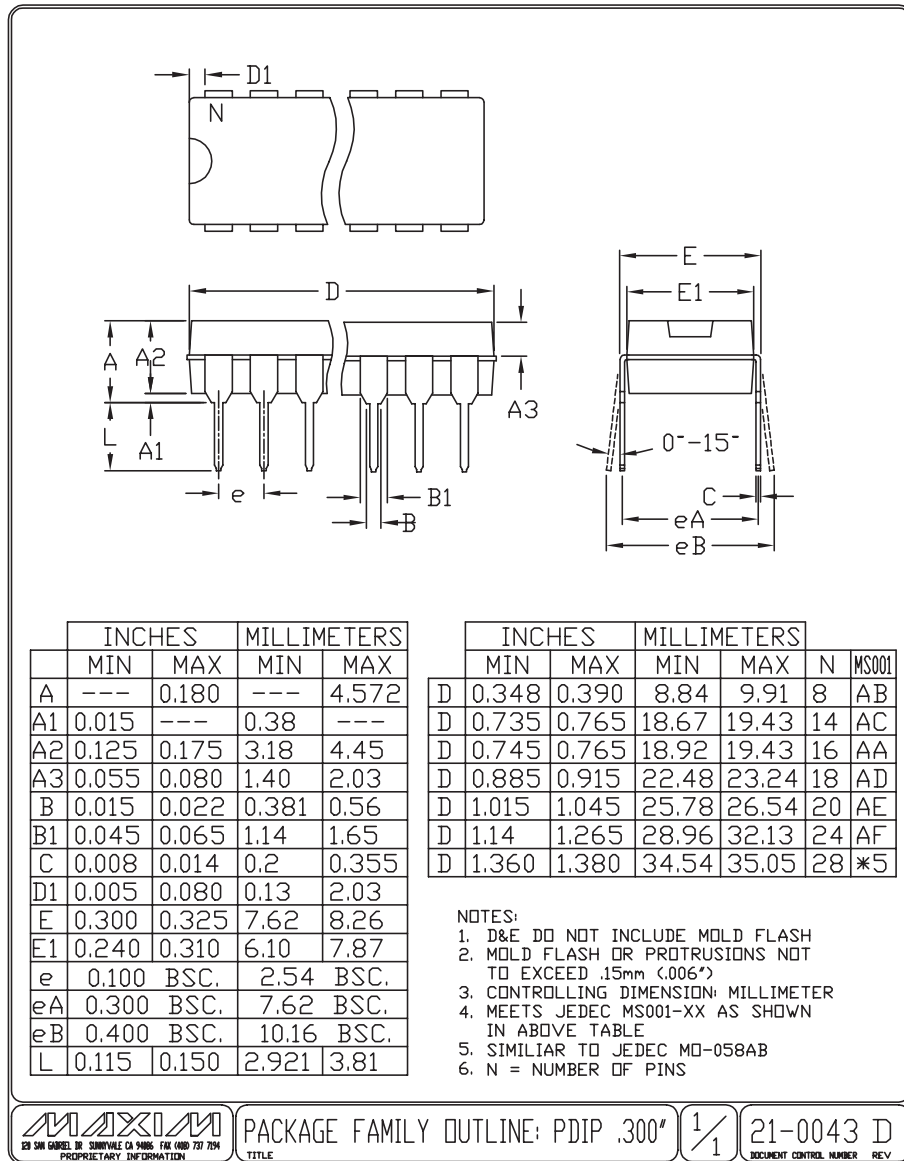 D1
N
D
E
E1
A
A2
A3
L
A1
0°-15°
e
B1
B
C
eA
eB
INCHES MILLIMETERS
MIN MAX MIN MAX
A --- 0.180 --- 4.572
A1 0.015 --- 0.38 ---
A2 0.125 0.175 3.18 4.45
A3 0.055 0.080 1.40 2.03
B 0.015 0.022 0.381 0.56
B1 0.045 0.065 1.14 1.65
C 0.008 0.014 0.2 0.355
D1 0.005 0.080 0.13 2.03
E 0.300 0.325 7.62 8.26
E1 0.240 0.310 6.10 7.87
e 0.100 BSC. 2.54 BSC.
eA 0.300 BSC. 7.62 BSC.
eB 0.400 BSC. 10.16 BSC.
L 0.115 0.150 2.921 3.81
INCHES MILLIMETERS
MIN MAX MIN MAX N MS001
D 0.348 0.390 8.84 9.91 8 AB
D 0.735 0.765 18.67 19.43 14 AC
D 0.745 0.765 18.92 19.43 16 AA
D 0.885 0.915 22.48 23.24 18 AD
D 1.015 1.045 25.78 26.54 20 AE
D 1.14 1.265 28.96 32.13 24 AF
D 1.360 1.380 34.54 35.05 28 *5
NOTES:
1. D&E DO NOT INCLUDE MOLD FLASH
2. MOLD FLASH OR PROTRUSIONS NOT
TO EXCEED .15mm (.006")
3. CONTROLLING DIMENSION: MILLIMETER
4. MEETS JEDEC MS001-XX AS SHOWN
IN ABOVE TABLE
5. SIMILIAR TO JEDEC MO-058AB
6. N = NUMBER OF PINS
MAXIM
120 SAN GABRIEL DR SUNNYVALE CA 94086 FAX (408) 737 7194
PROPRIETARY INFORMATION
PACKAGE FAMILY OUTLINE: PDIP .300"
TITLE
1/1
21-0043 D
DOCUMENT CONTROL NUMBER REV